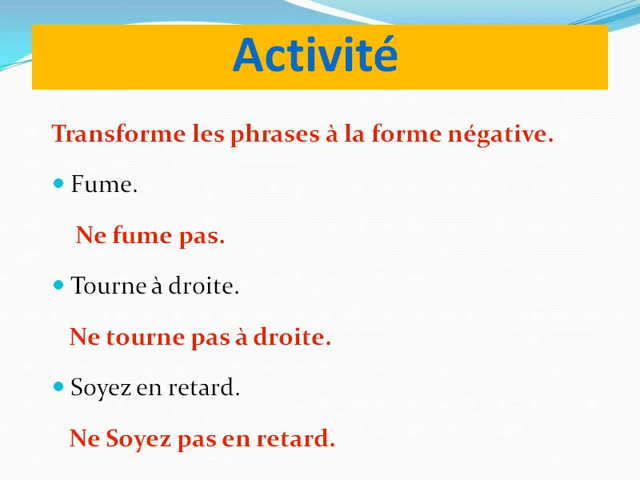 Activité
Transforme les phrases à la forme négative.
Fume.
Ne fume pas.
Tourne à droite.
Ne tourne pas à droite.
Soyez en retard.
Ne Soyez pas en retard.